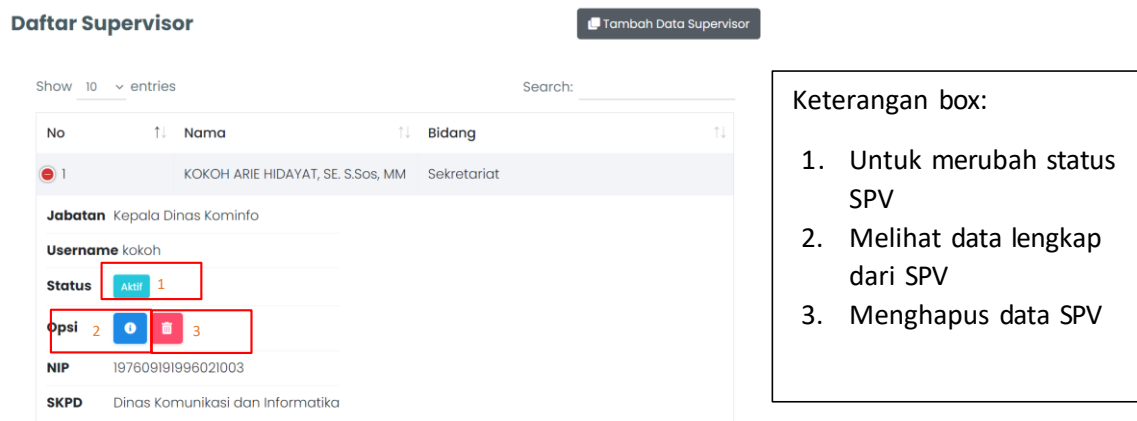 Daftar Supervisor
Tambah Data Supervisor
Show 10 entries
Search:
No Nama Bidang
1 KOKOH ARIE HIDAYAT, SE. S.Sos, MM Sekretariat
Jabatan Kepala Dinas Kominfo
Username kokoh
Status Aktif 1
Opsi 2 3
NIP 197609191996021003
SKPD Dinas Komunikasi dan Informatika
Keterangan box:
1. Untuk merubah status
SPV
2. Melihat data lengkap
dari SPV
3. Menghapus data SPV